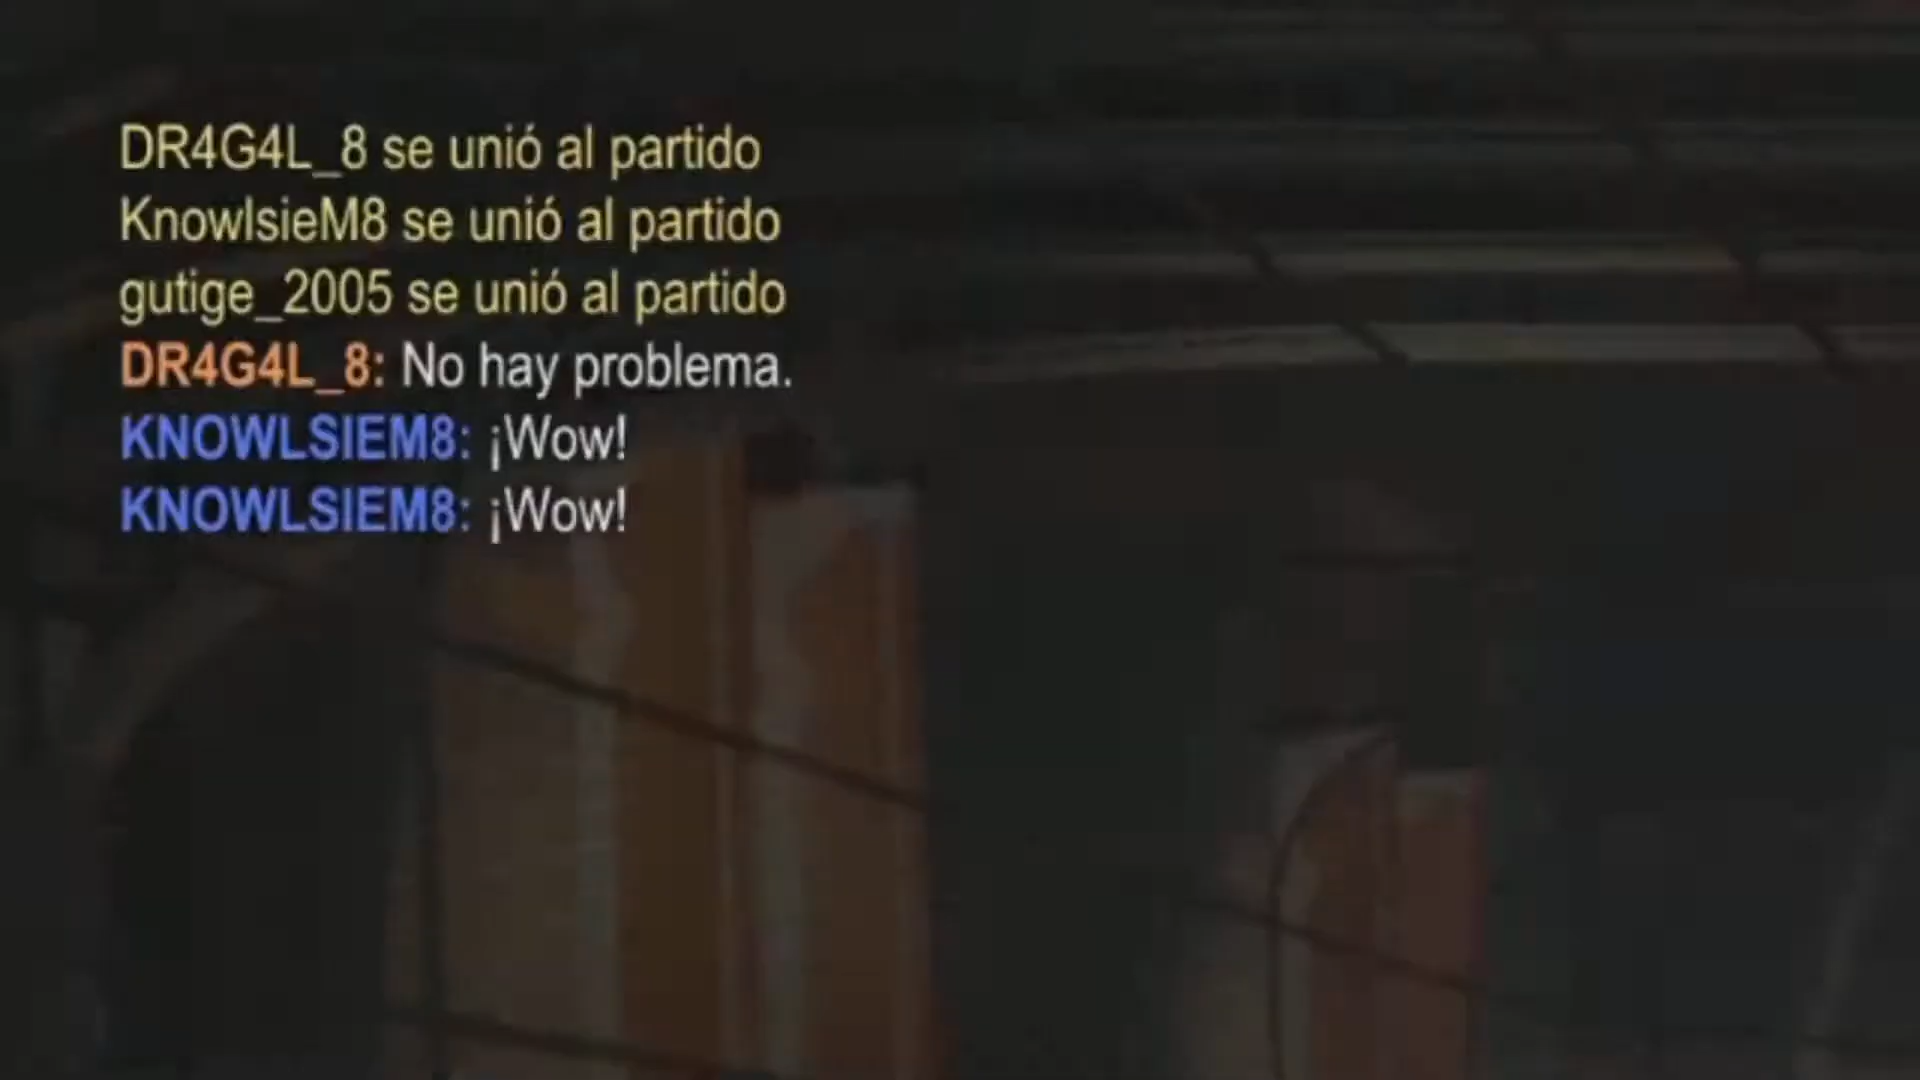 DR4G4L_8 se unió al partido
KnowlsieM8 se unió al partido
gutige_2005 se unió al partido
DR4G4L_8: No hay problema.
KNOWLSIEM8: ¡Wow!
KNOWLSIEM8: ¡Wow!